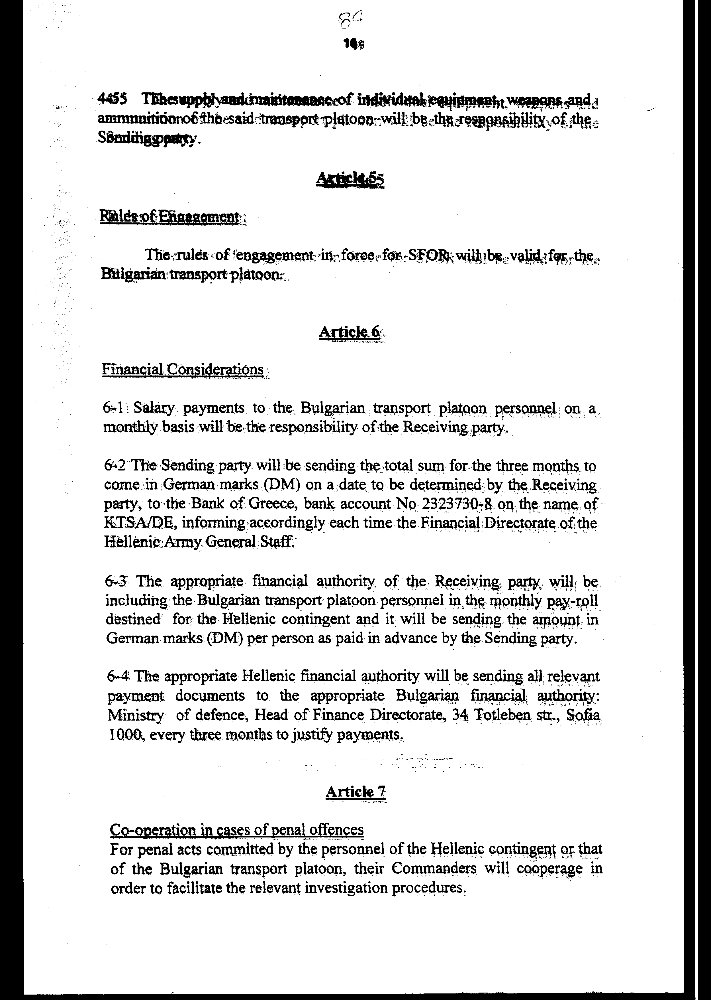 84
4-5 The supply and maintenance of individual equipment, weapons and
ammunition of the said transport platoon will be the responsibility of the
Sending party.
Article 5
Rules of Engagement
The rules of engagement in force for SFOR will be valid for the
Bulgarian transport platoon.
Article 6
Financial Considerations
6-1 Salary payments to the Bulgarian transport platoon personnel on a
monthly basis will be the responsibility of the Receiving party.
6-2 The Sending party will be sending the total sum for the three months to
come in German marks (DM) on a date to be determined by the Receiving
party, to the Bank of Greece, bank account No 2323730-8 on the name of
KTSA/DE, informing accordingly each time the Financial Directorate of the
Hellenic Army General Staff.
6-3 The appropriate financial authority of the Receiving party will be
including the Bulgarian transport platoon personnel in the monthly pay-roll
destined for the Hellenic contingent and it will be sending the amount in
German marks (DM) per person as paid in advance by the Sending party.
6-4 The appropriate Hellenic financial authority will be sending all relevant
payment documents to the appropriate Bulgarian financial authority:
Ministry of defence, Head of Finance Directorate, 34 Totleben str., Sofia
1000, every three months to justify payments.
Article 7
Co-operation in cases of penal offences
For penal acts committed by the personnel of the Hellenic contingent or that
of the Bulgarian transport platoon, their Commanders will cooperage in
order to facilitate the relevant investigation procedures.